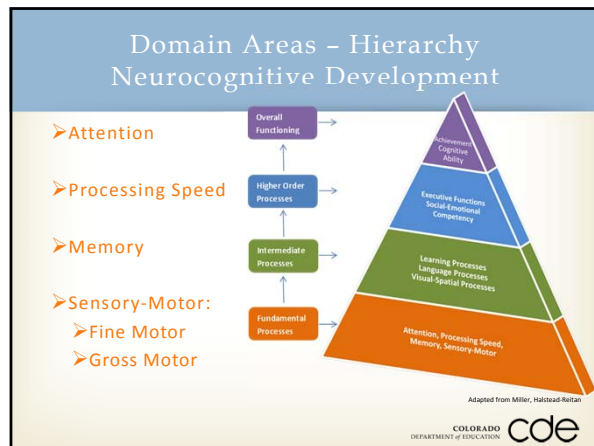 Domain Areas – Hierarchy
Neurocognitive Development
➢Attention
➢Processing Speed
➢Memory
➢Sensory-Motor:
➢Fine Motor
➢Gross Motor
Overall
Functioning
Higher Order
Processes
Intermediate
Processes
Fundamental
Processes
Achievement
Cognitive
Ability
Executive Functions
Social-Emotional
Competency
Learning Processes
Language Processes
Visual-Spatial Processes
Attention, Processing Speed,
Memory, Sensory-Motor
Adapted from Miller, Halstead-Reitan
COLORADO
DEPARTMENT of EDUCATION
cde